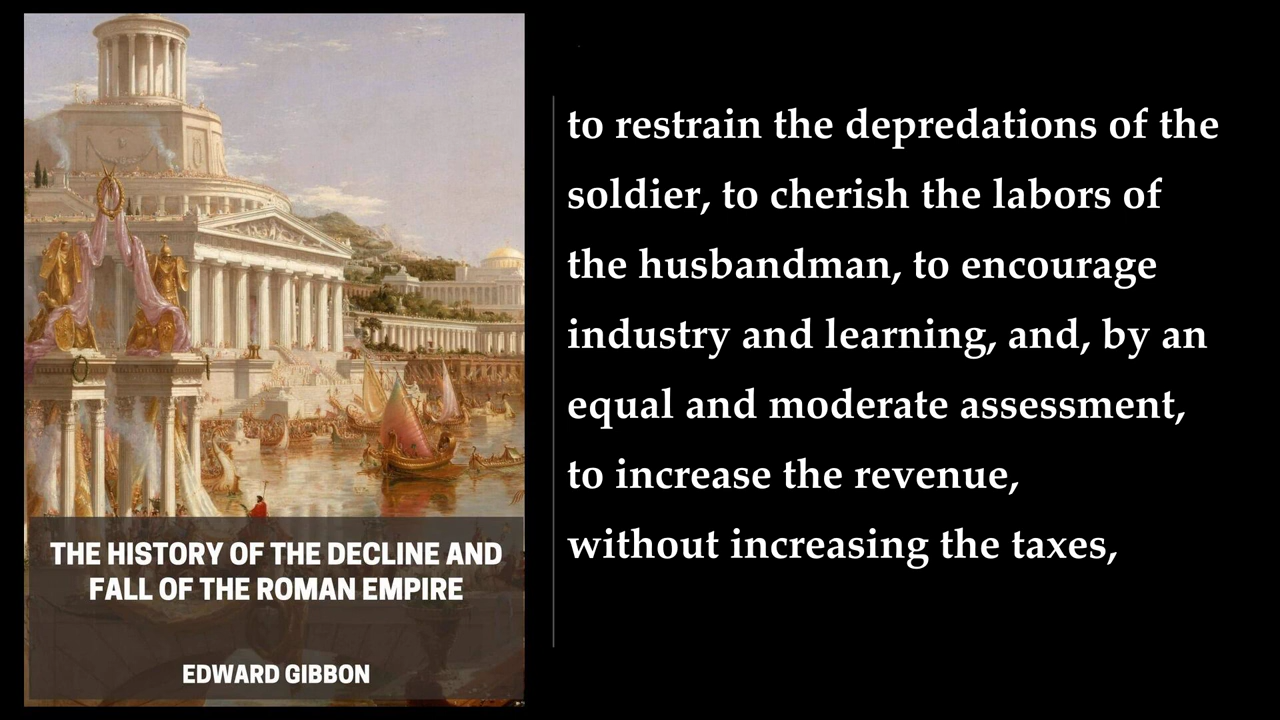 THE HISTORY OF THE DECLINE AND
FALL OF THE ROMAN EMPIRE
EDWARD GIBBON
to restrain the depredations of the
soldier, to cherish the labors of
the husbandman, to encourage
industry and learning, and, by an
equal and moderate assessment,
to increase the revenue,
without increasing the taxes,